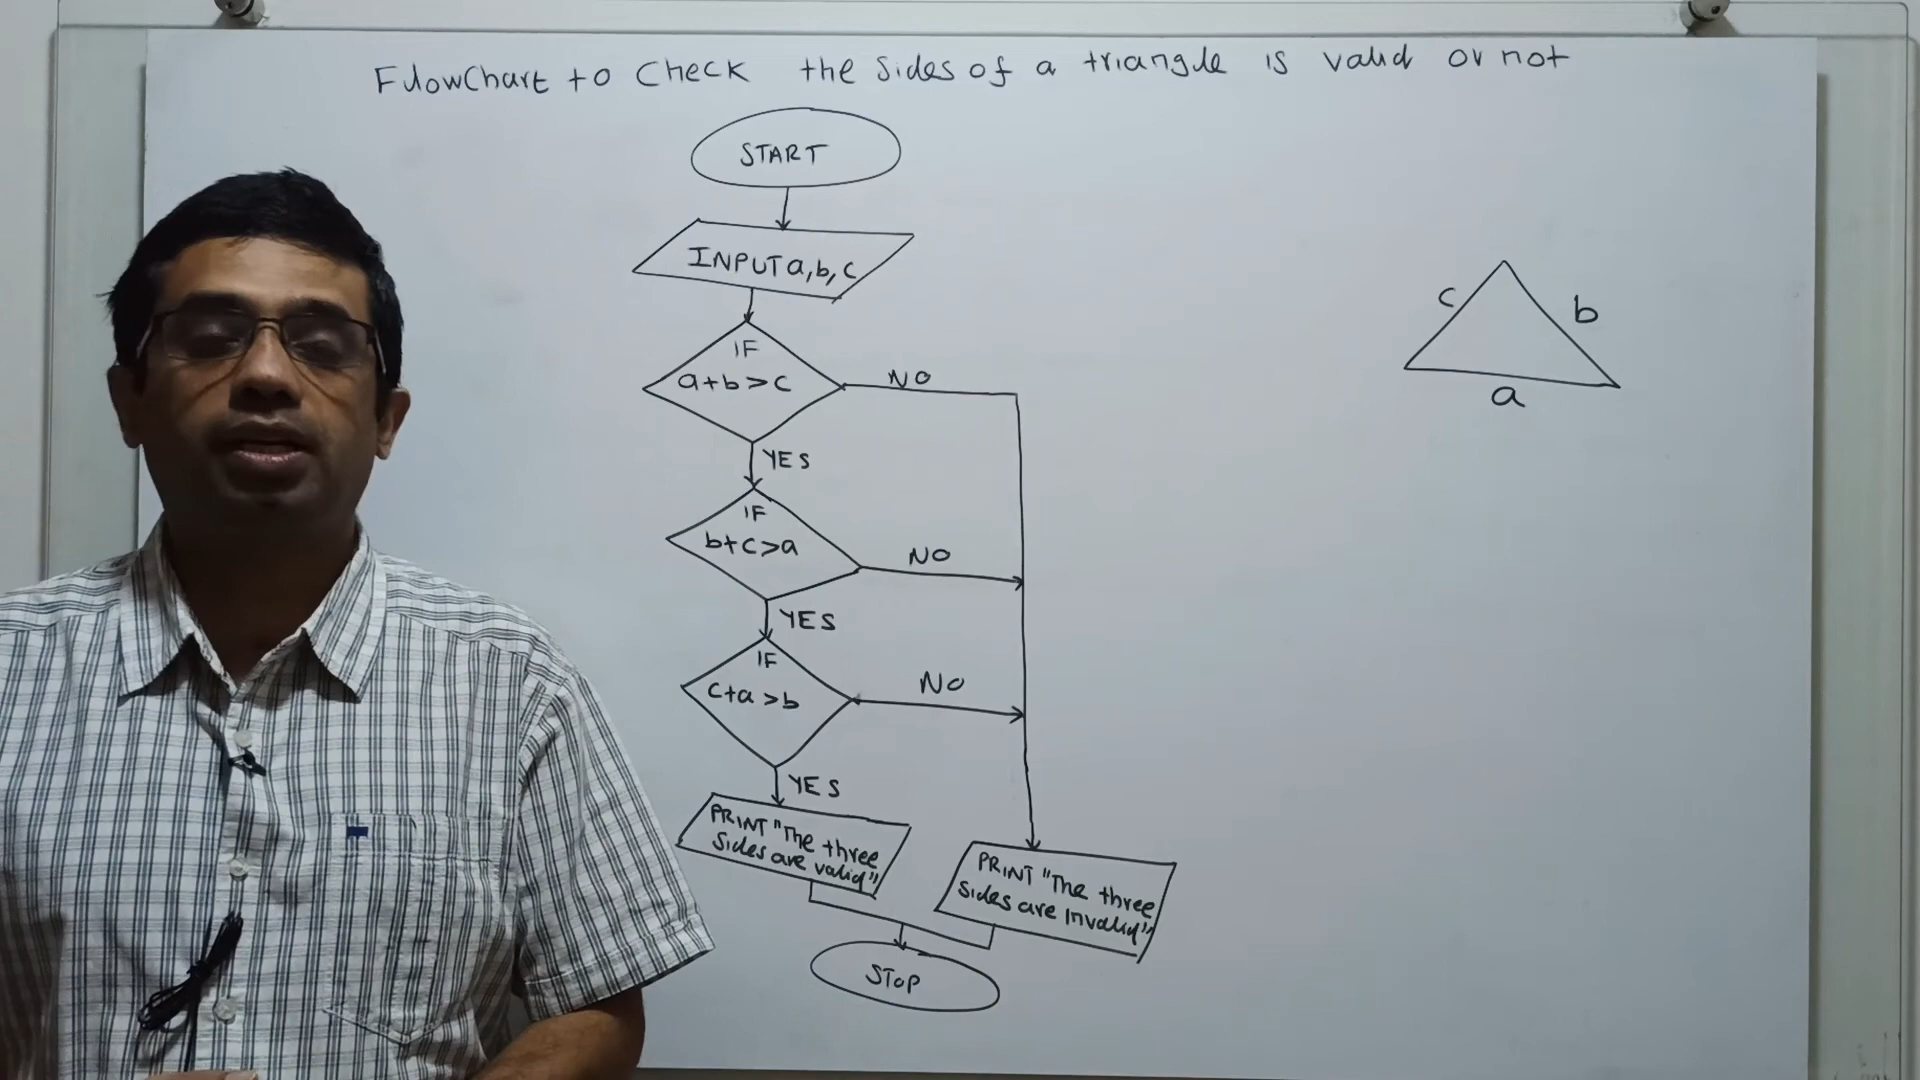 FlowChart to Check the sides of a triangle is valid or not
START
INPUT a, b, c
IF
a+b>c
NO
YES
IF
b+c>a
NO
YES
IF
c+a>b
NO
YES
PRINT "The three
sides are valid"
PRINT "The three
sides are Invalid"
STOP
c
b
a